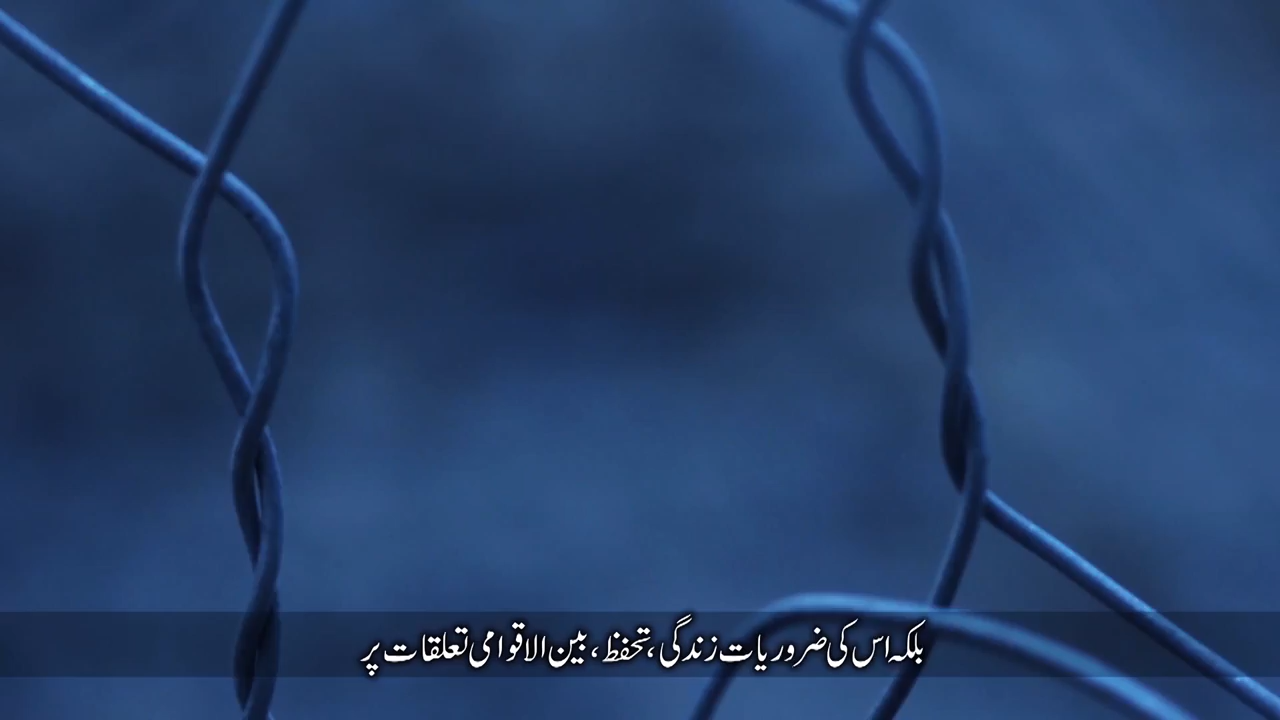 بلکہ اس کی ضروریات زندگی، تحفظ، بین الاقوامی تعلقات پر